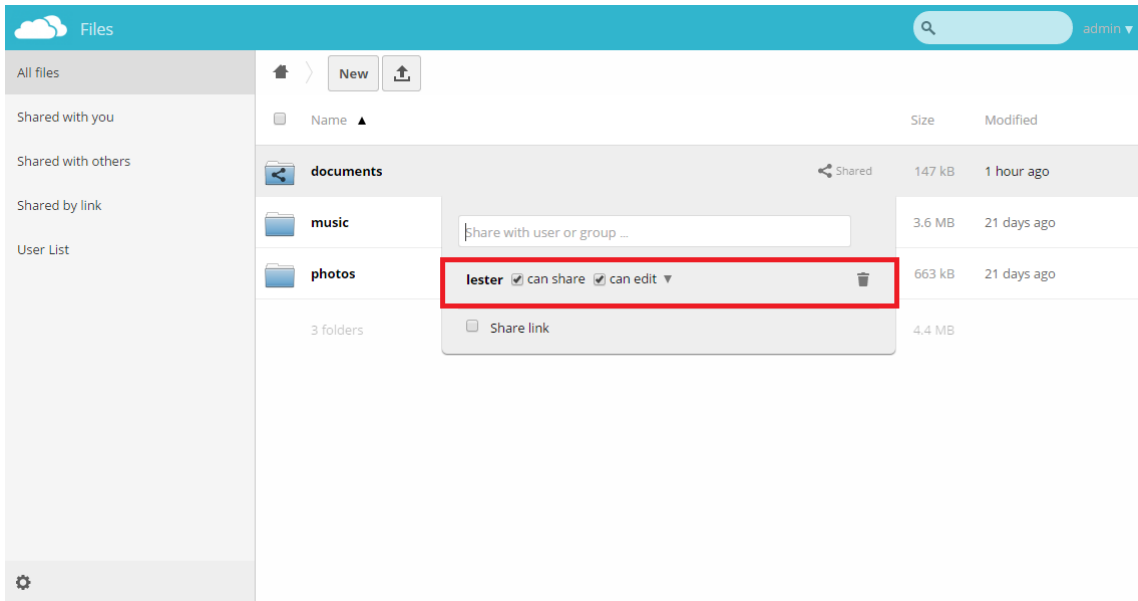 Files
admin ▼
All files
Shared with you
Shared with others
Shared by link
User List
New
Name ▲ Size Modified
documents Shared 147 kB 1 hour ago
music 3.6 MB 21 days ago
Share with user or group ...
photos 663 kB 21 days ago
lester can share can edit ▼
3 folders 4.4 MB
Share link